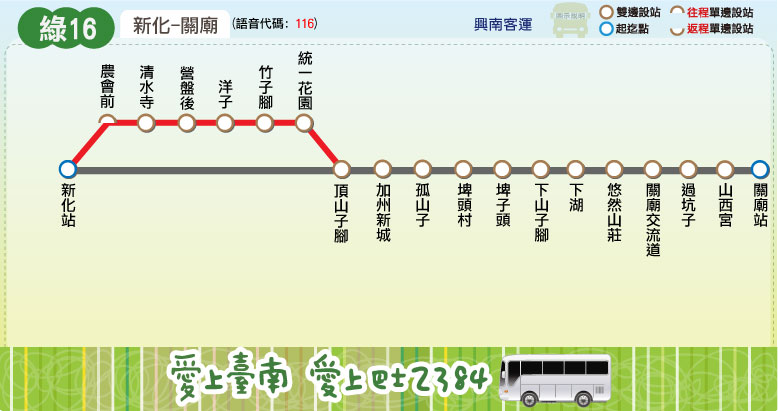 綠16
新化-關廟
(語音代碼：116)
興南客運
圖示說明
雙邊設站
往程單邊設站
起迄點
返程單邊設站
農會前
清水寺
營盤後
洋子
竹子腳
統一花園
新化站
頂山子腳
加州新城
孤山子
埤頭村
埤子頭
下山子腳
下湖
悠然山莊
關廟交流道
過坑子
山西宮
關廟站
愛上臺南 愛上巴士2384